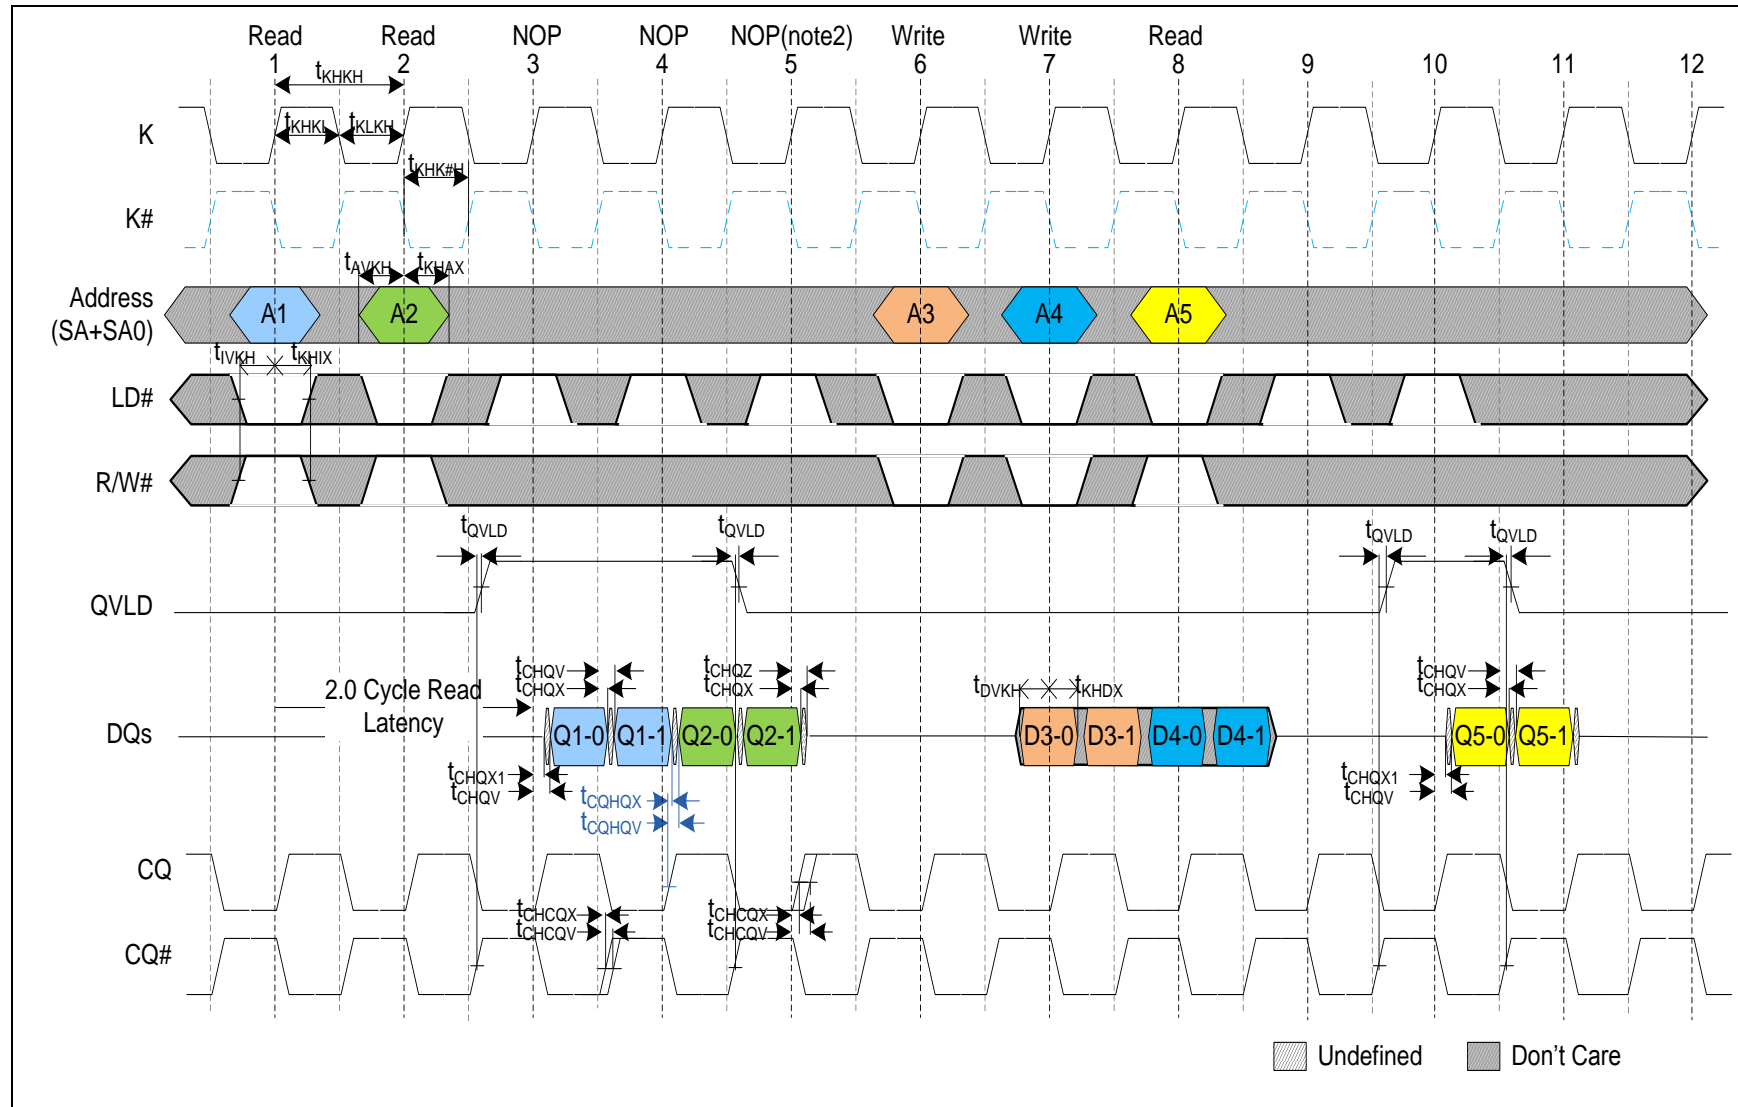 Read Read NOP NOP NOP(note2) Write Write Read
1 2 3 4 5 6 7 8 9 10 11 12
tKHKH
K
tKHKL tKLKH
tKHK#H
K#
tAVKH tKHAX
Address
(SA+SA0)
A1 A2 A3 A4 A5
tIVKH tKHIX
LD#
R/W#
tQVLD tQVLD tQVLD tQVLD
QVLD
tCHQV tCHQZ tCHQV
tCHQX tCHQX tDVKH tKHDX tCHQX
2.0 Cycle Read
Latency
DQs
Q1-0 Q1-1 Q2-0 Q2-1 D3-0 D3-1 D4-0 D4-1 Q5-0 Q5-1
tCHQX1 tCHQX1
tCHQV tCHQV
tCQHQX
tCQHQV
CQ
tCHCQX tCHCQX
tCHCQV tCHCQV
CQ#
Undefined Don't Care